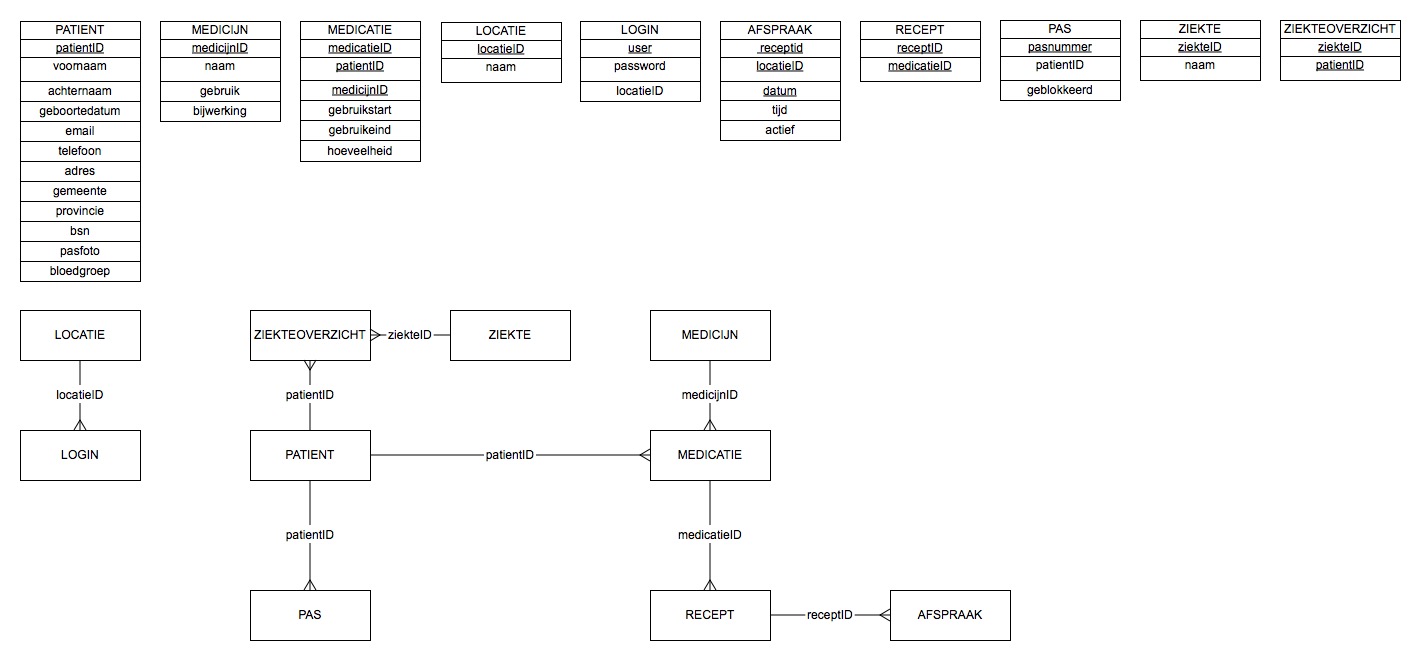 PATIENT
patientID
voornaam
achternaam
geboortedatum
email
telefoon
adres
gemeente
provincie
bsn
pasfoto
bloedgroep
MEDICIJN
medicijnID
naam
gebruik
bijwerking
MEDICATIE
medicatieID
patientID
medicijnID
gebruikstart
gebruikeind
hoeveelheid
LOCATIE
locatieID
naam
LOGIN
user
password
locatieID
AFSPRAAK
receptid
locatieID
datum
tijd
actief
RECEPT
receptID
medicatieID
PAS
pasnummer
patientID
geblokkeerd
ZIEKTE
ziekteID
naam
ZIEKTEOVERZICHT
ziekteID
patientID
LOCATIE
locatieID
LOGIN
ZIEKTEOVERZICHT
ziekteID
ZIEKTE
patientID
PATIENT
patientID
PAS
patientID
MEDICIJN
medicijnID
MEDICATIE
medicatieID
RECEPT
receptID
AFSPRAAK